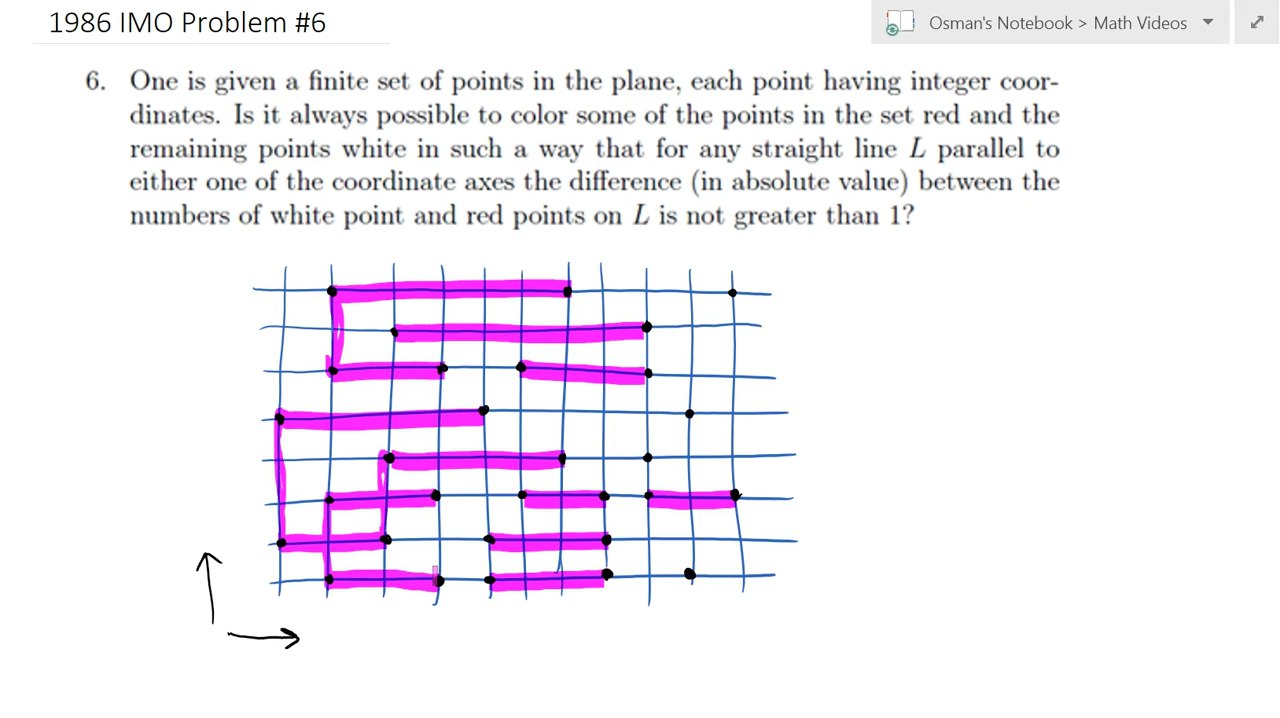 1986 IMO Problem #6
Osman's Notebook > Math Videos
6. One is given a finite set of points in the plane, each point having integer coor-
dinates. Is it always possible to color some of the points in the set red and the
remaining points white in such a way that for any straight line L parallel to
either one of the coordinate axes the difference (in absolute value) between the
numbers of white point and red points on L is not greater than 1?